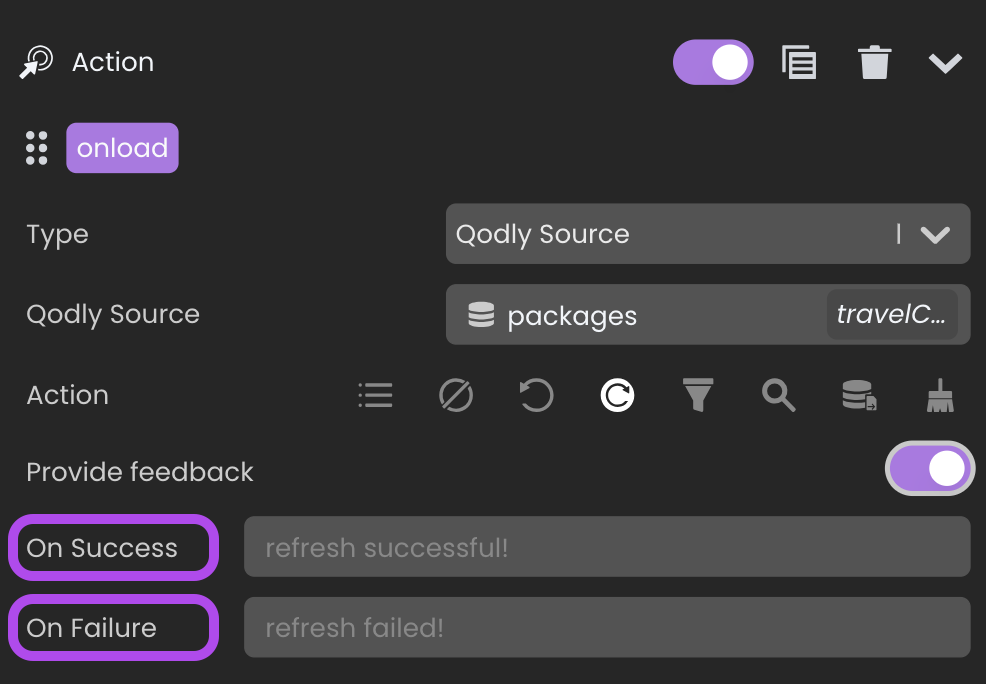 Action
onload
Type
Qodly Source
Qodly Source
packages
travelC...
Action
Provide feedback
On Success
refresh successful!
On Failure
refresh failed!